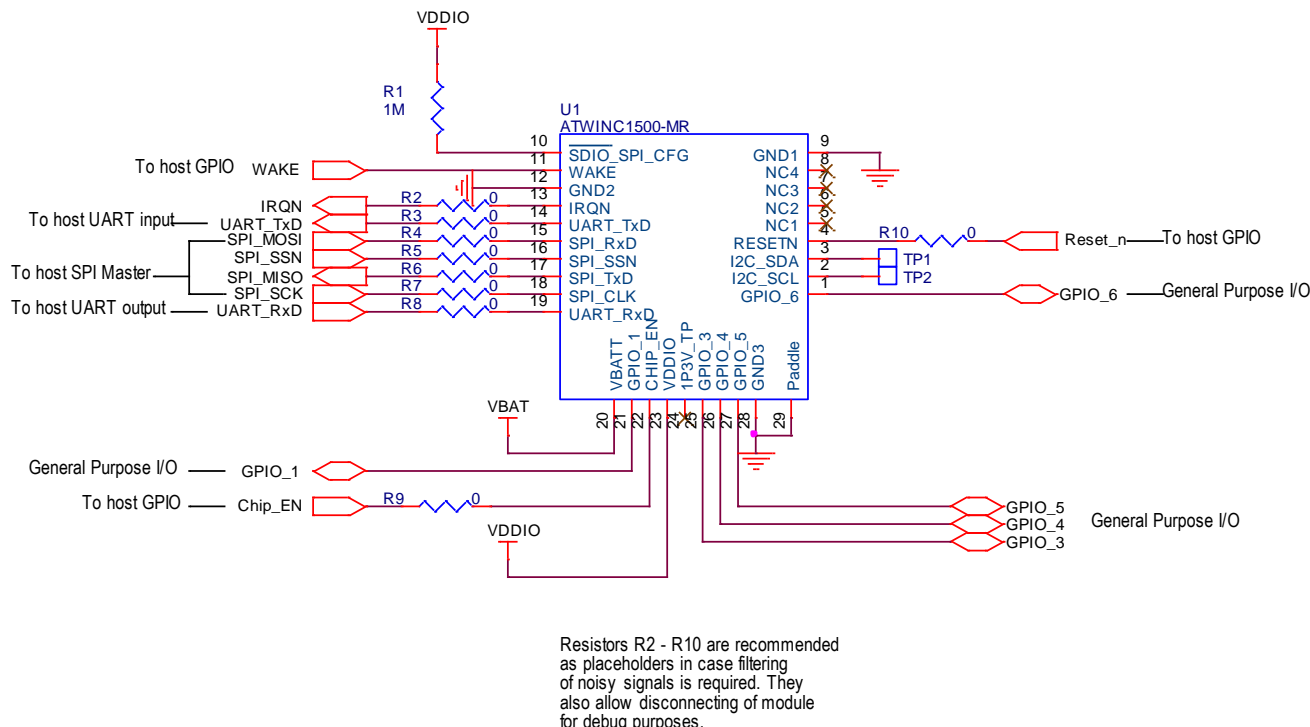 VDDIO
R1
1M
U1
ATWINC1500-MR
10
SDIO_SPI_CFG
GND1
9
To host GPIO
WAKE
11
WAKE
NC4
8
12
GND2
NC3
7
IRQN
R2
0
13
IRQN
NC2
6
To host UART input
UART_TxD
R3
0
14
UART_TxD
NC1
5
SPI_MOSI
R4
0
15
SPI_RxD
RESETN
4
R10
0
Reset_n
To host GPIO
SPI_SSN
R5
0
16
SPI_SSN
I2C_SDA
3
TP1
To host SPI Master
SPI_MISO
R6
0
17
SPI_TxD
I2C_SCL
2
TP2
SPI_SCK
R7
0
18
SPI_CLK
GPIO_6
1
GPIO_6
General Purpose I/O
To host UART output
UART_RxD
R8
0
19
UART_RxD
VBATT
GPIO_1
CHIP_EN
VDDIO
1P3V_TP
GPIO_3
GPIO_4
GPIO_5
GND3
Paddle
20
21
22
23
24
25
26
27
28
29
VBAT
General Purpose I/O
GPIO_1
To host GPIO
Chip_EN
R9
0
VDDIO
GPIO_5
GPIO_4
General Purpose I/O
GPIO_3
Resistors R2 - R10 are recommended
as placeholders in case filtering
of noisy signals is required. They
also allow disconnecting of module
for debug purposes.